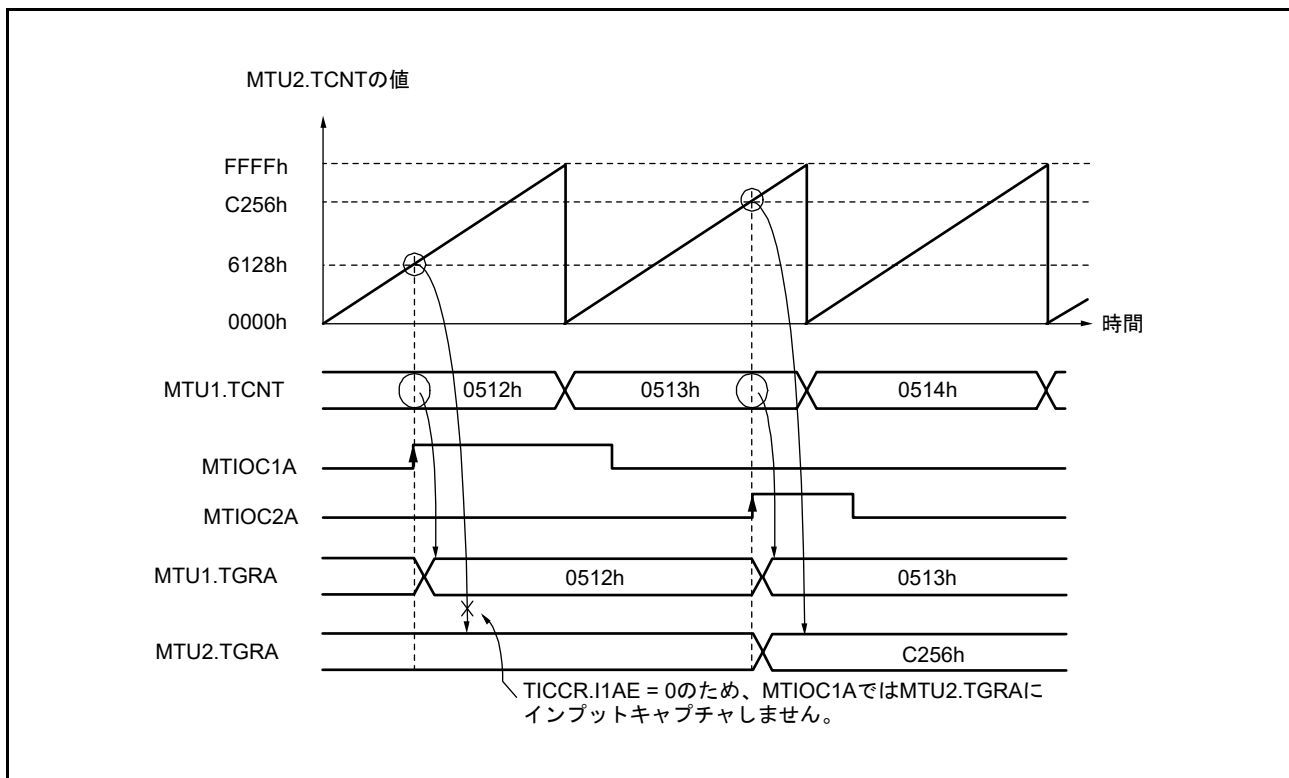 MTU2.TCNTの値
FFFFh
C256h
6128h
0000h
時間
MTU1.TCNT
0512h
0513h
0514h
MTIOC1A
MTIOC2A
MTU1.TGRA
0512h
0513h
MTU2.TGRA
C256h
TICCR.I1AE = 0のため、MTIOC1AではMTU2.TGRAに
インプットキャプチャしません。